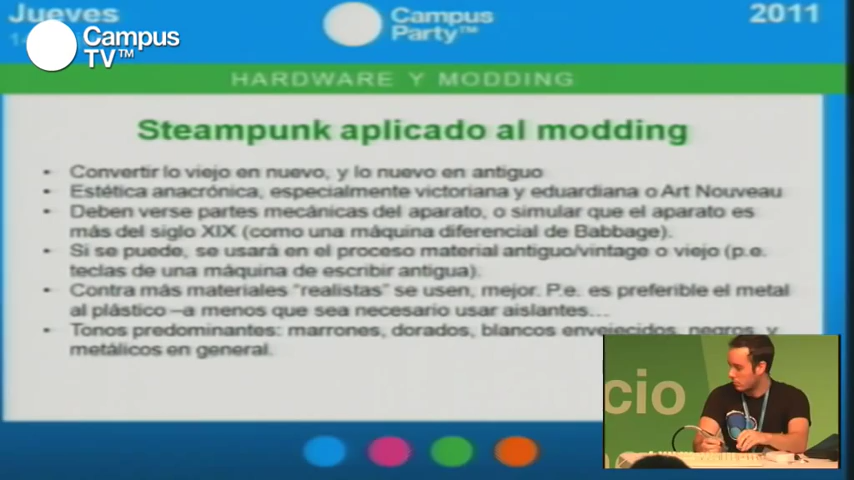 Jueves
Campus
Party™
2011
Campus
TV™
HARDWARE Y MODDING
Steampunk aplicado al modding
• Convertir lo viejo en nuevo, y lo nuevo en antiguo
• Estética anacrónica, especialmente victoriana y eduardiana o Art Nouveau
• Deben verse partes mecánicas del aparato, o simular que el aparato es
más del siglo XIX (como una máquina diferencial de Babbage).
• Si se puede, se usará en el proceso material antiguo/vintage o viejo (p.e.
teclas de una máquina de escribir antigua).
• Contra más materiales "realistas" se usen, mejor. P.e. es preferible el metal
al plástico –a menos que sea necesario usar aislantes...
• Tonos predominantes: marrones, dorados, blancos envejecidos, negros, y
metálicos en general.
cio